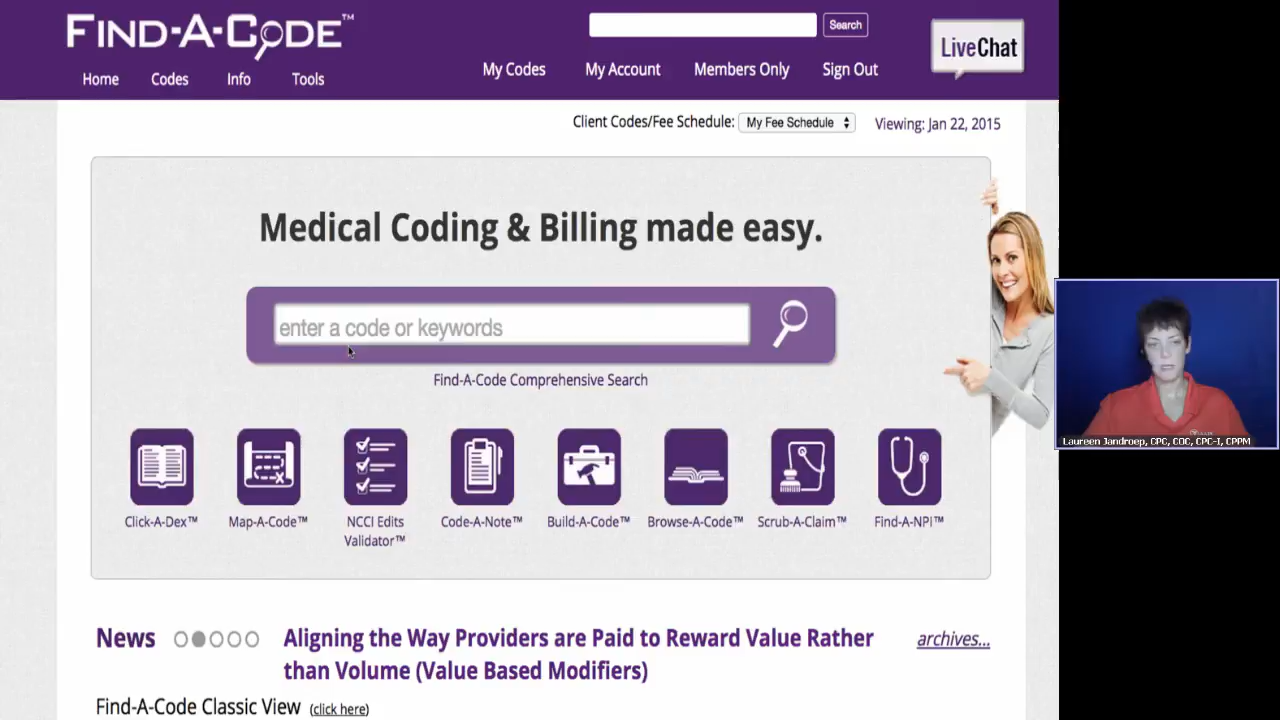 FIND-A-CODE™
Search
LiveChat
Home Codes Info Tools
My Codes My Account Members Only Sign Out
Client Codes/Fee Schedule: My Fee Schedule Viewing: Jan 22, 2015
Medical Coding & Billing made easy.
enter a code or keywords
Find-A-Code Comprehensive Search
Click-A-Dex™ Map-A-Code™ NCCI Edits Validator™ Code-A-Note™ Build-A-Code™ Browse-A-Code™ Scrub-A-Claim™ Find-A-NPI™
Laureen Jandroep, CPC, COC, CPC-I, CPPM
News Aligning the Way Providers are Paid to Reward Value Rather archives...
than Volume (Value Based Modifiers)
Find-A-Code Classic View (click here)